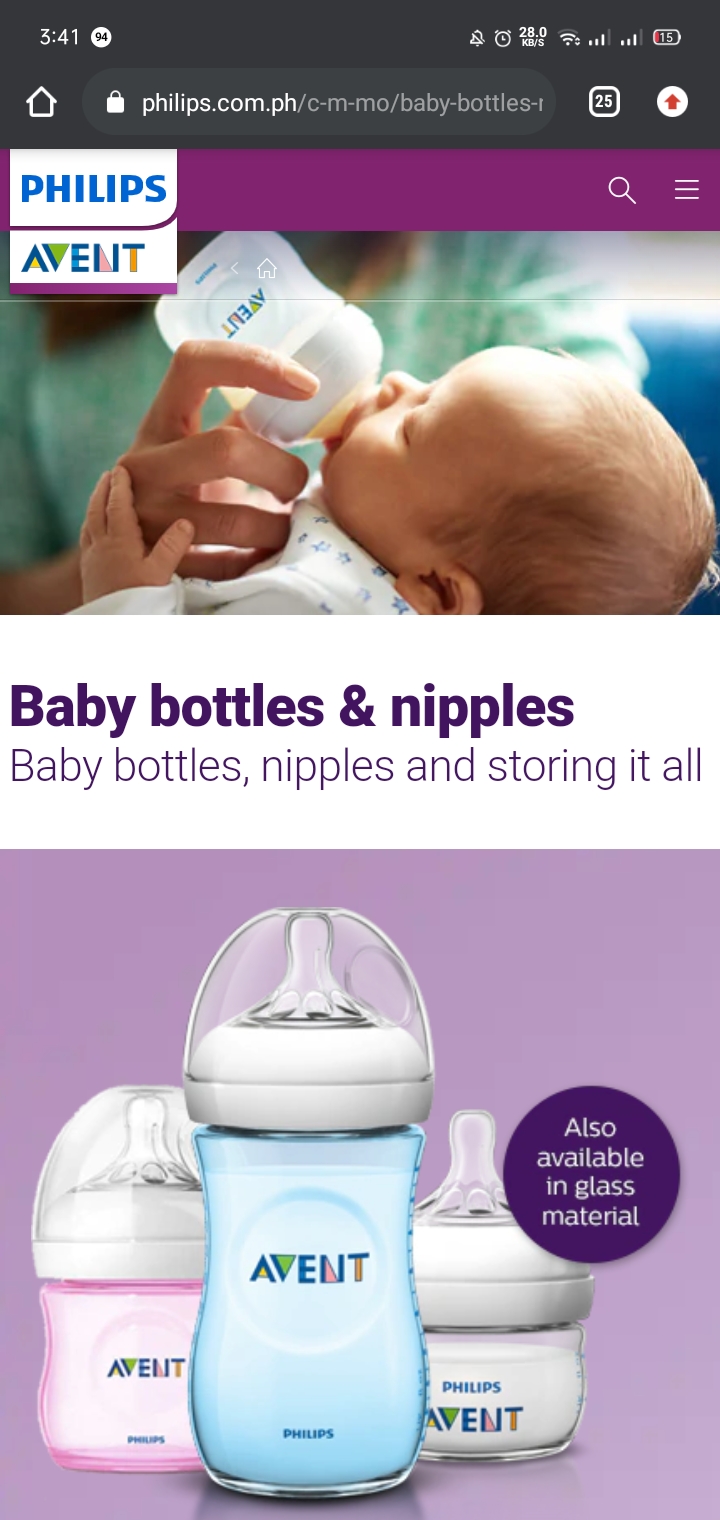 3:41 94 28.0 KB/S 15
philips.com.ph/c-m-mo/baby-bottles-r
25
PHILIPS
AVENT
AVENT
Baby bottles & nipples
Baby bottles, nipples and storing it all
Also
available
in glass
material
AVENT
AVENT
PHILIPS
PHILIPS
PHILIPS
AVENT